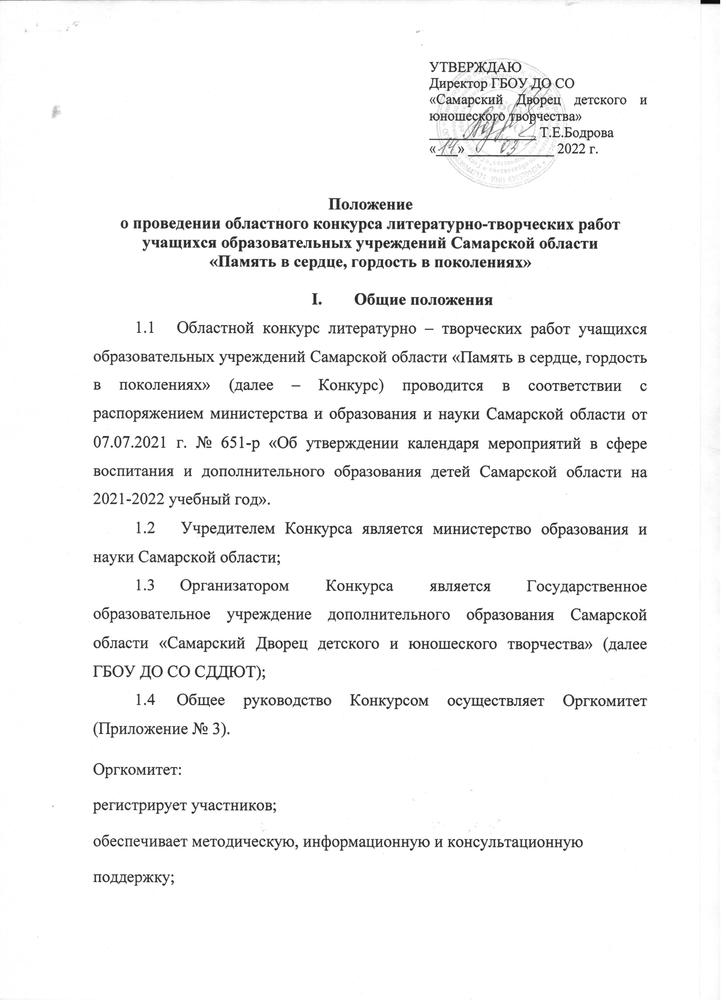 УТВЕРЖДАЮ
Директор ГБОУ ДО СО
«Самарский Дворец детского и
юношеского творчества»
Т.Е.Бодрова
«14» 03 2022 г.
ИНН 6315701674 *
Положение
о проведении областного конкурса литературно-творческих работ
учащихся образовательных учреждений Самарской области
«Память в сердце, гордость в поколениях»
I. Общие положения
1.1 Областной конкурс литературно – творческих работ учащихся
образовательных учреждений Самарской области «Память в сердце, гордость
в поколениях» (далее – Конкурс) проводится в соответствии с
распоряжением министерства и образования и науки Самарской области от
07.07.2021 г. № 651-р «Об утверждении календаря мероприятий в сфере
воспитания и дополнительного образования детей Самарской области на
2021-2022 учебный год».
1.2 Учредителем Конкурса является министерство образования и
науки Самарской области;
1.3 Организатором Конкурса является Государственное
образовательное учреждение дополнительного образования Самарской
области «Самарский Дворец детского и юношеского творчества» (далее
ГБОУ ДО СО СДДЮТ);
1.4 Общее руководство Конкурсом осуществляет Оргкомитет
(Приложение № 3).
Оргкомитет:
регистрирует участников;
обеспечивает методическую, информационную и консультационную
поддержку;